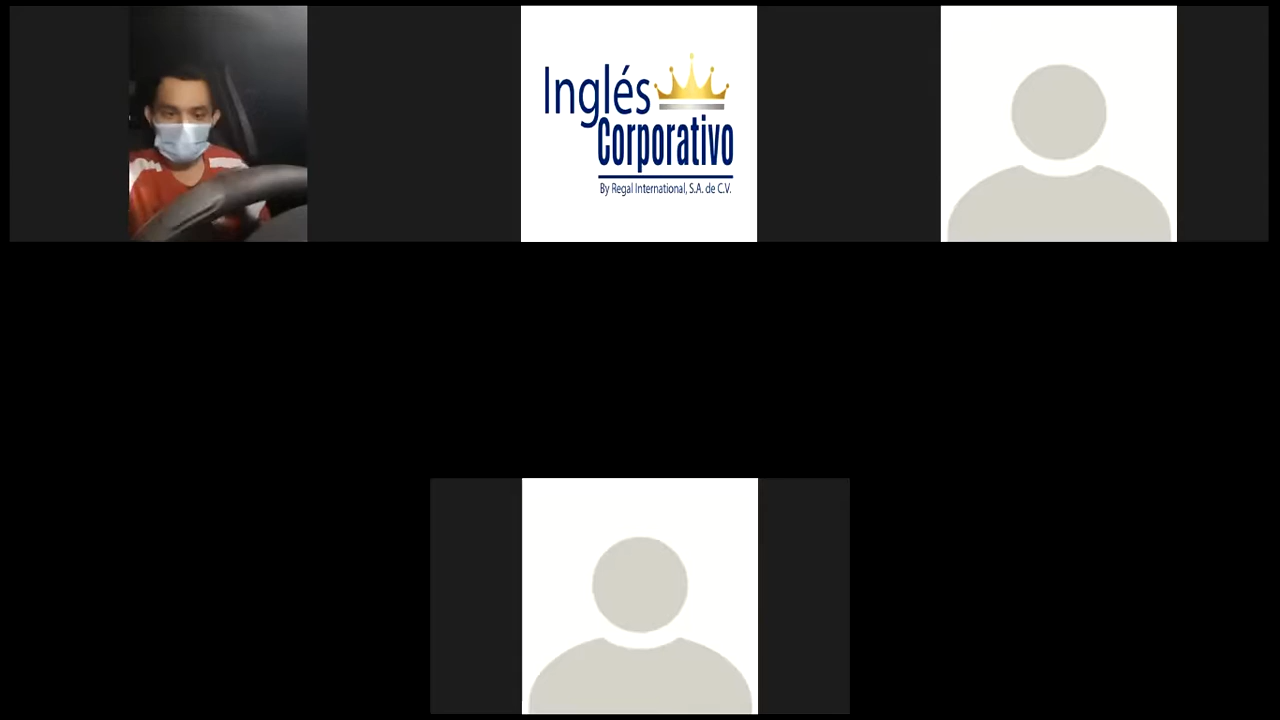 Inglés
Corporativo
By Regal International, S.A. de C.V.